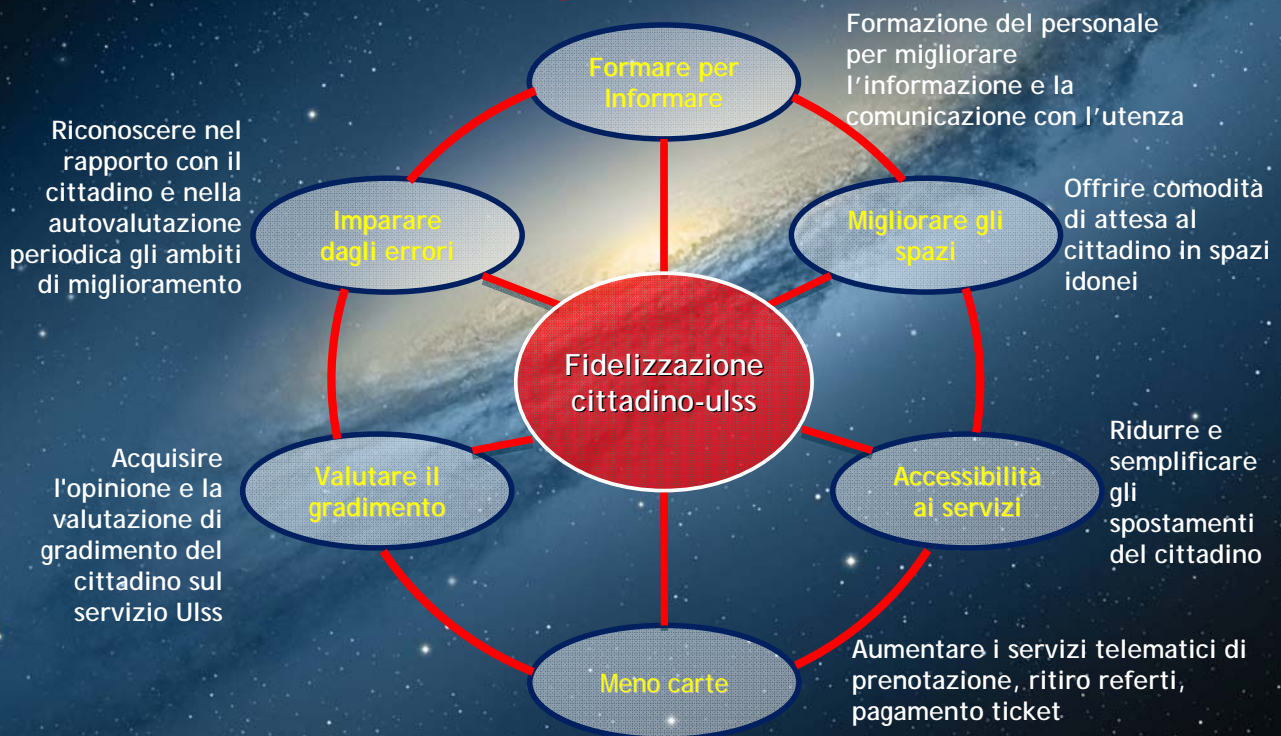 Formare per
Informare
Formazione del personale
per migliorare
l'informazione e la
comunicazione con l'utenza
Migliorare gli
spazi
Offrire comodità
di attesa al
cittadino in spazi
idonei
Accessibilità
ai servizi
Ridurre e
semplificare
gli
spostamenti
del cittadino
Meno carte
Aumentare i servizi telematici di
prenotazione, ritiro referti,
pagamento ticket
Valutare il
gradimento
Acquisire
l'opinione e la
valutazione di
gradimento del
cittadino sul
servizio Ulss
Imparare
dagli errori
Riconoscere nel
rapporto con il
cittadino e nella
autovalutazione
periodica gli ambiti
di miglioramento
Fidelizzazione
cittadino-ulss